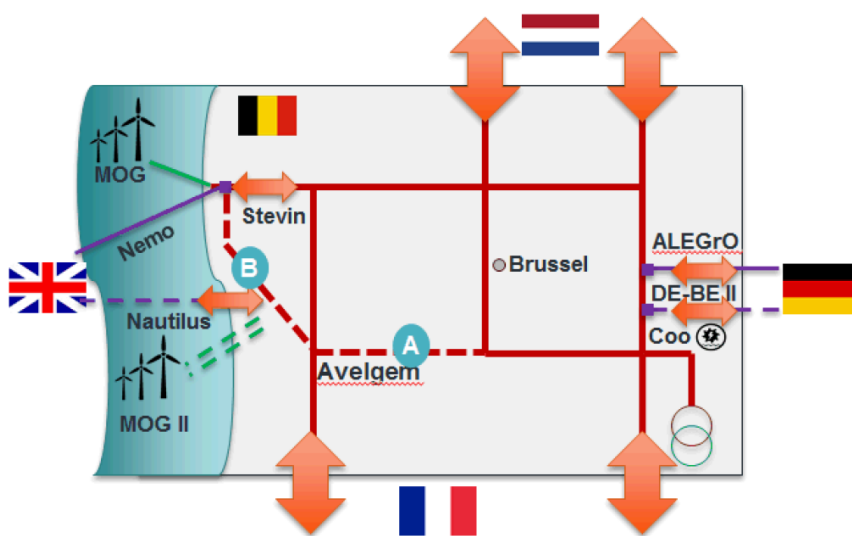 MOG
Stevin
Nemo
B
Brussel
ALEGrO
DE-BE II
Nautilus
Coo
A
Avelgem
MOG II